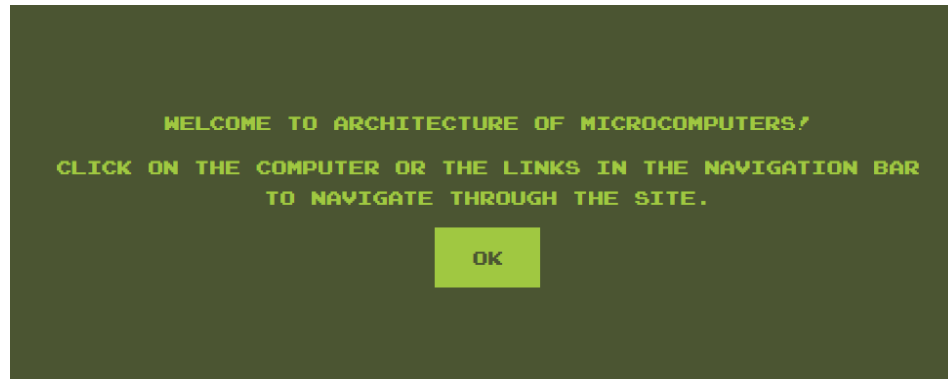 WELCOME TO ARCHITECTURE OF MICROCOMPUTERS!
CLICK ON THE COMPUTER OR THE LINKS IN THE NAVIGATION BAR
TO NAVIGATE THROUGH THE SITE.
OK